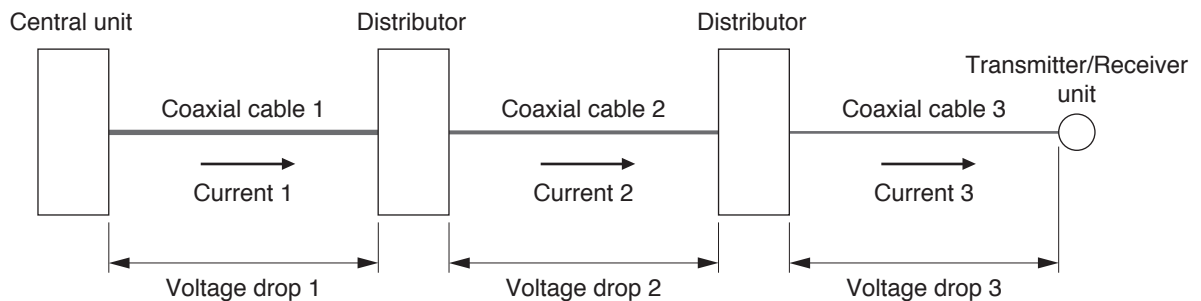 Central unit
Distributor
Distributor
Transmitter/Receiver
unit
Coaxial cable 1
Coaxial cable 2
Coaxial cable 3
Current 1
Current 2
Current 3
Voltage drop 1
Voltage drop 2
Voltage drop 3